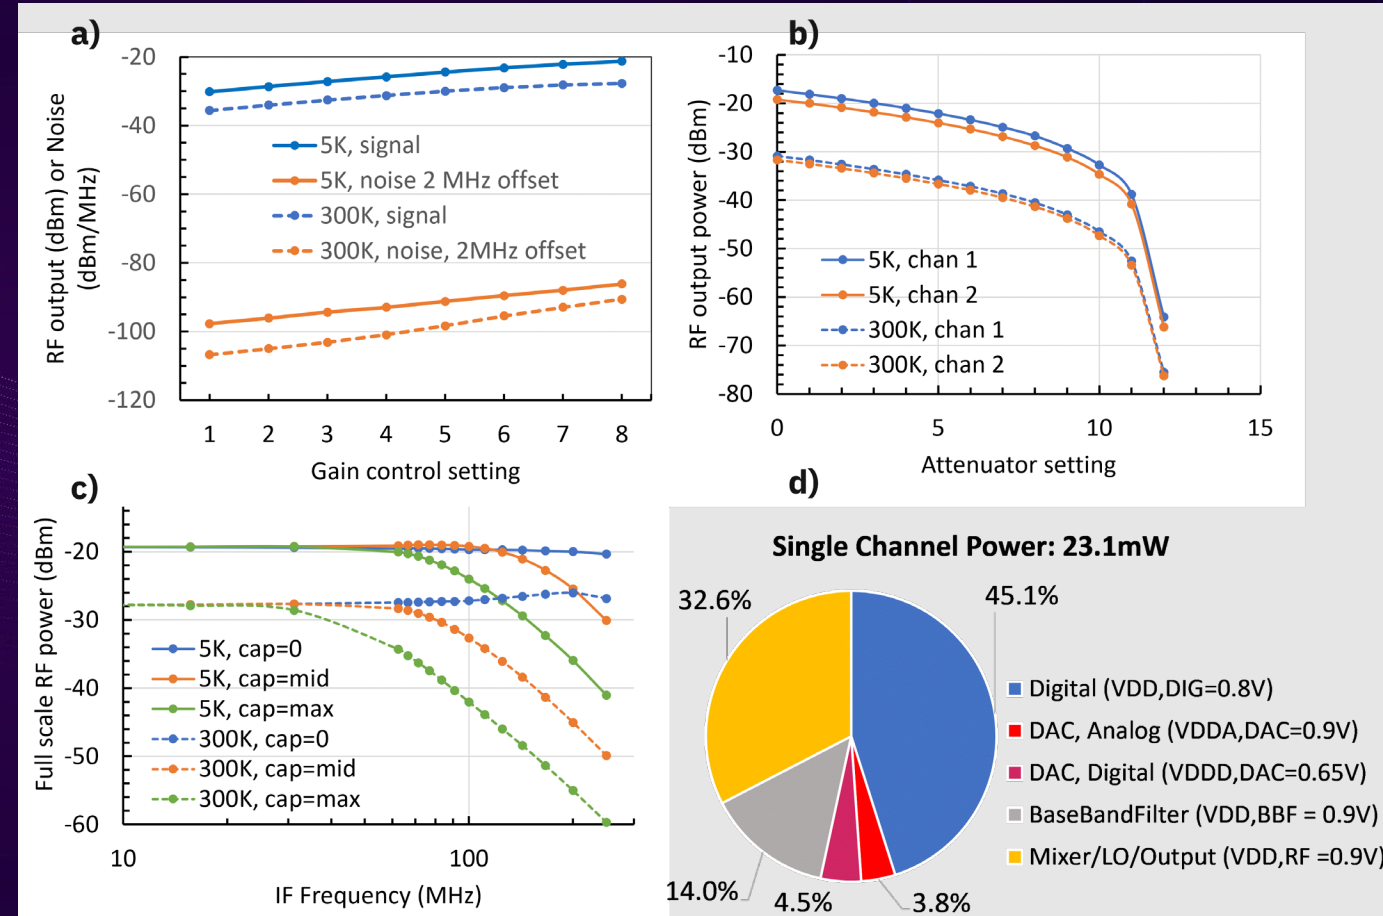 a)
RF output (dBm) or Noise
(dBm/MHz)
-20
-40
-60
-80
-100
-120
5K, signal
5K, noise 2 MHz offset
300K, signal
300K, noise, 2MHz offset
1 2 3 4 5 6 7 8
Gain control setting
b)
RF output power (dBm)
-10
-20
-30
-40
-50
-60
-70
-80
5K, chan 1
5K, chan 2
300K, chan 1
300K, chan 2
0 5 10 15
Attenuator setting
c)
Full scale RF power (dBm)
-20
-30
-40
-50
-60
5K, cap=0
5K, cap=mid
5K, cap=max
300K, cap=0
300K, cap=mid
300K, cap=max
10 100
IF Frequency (MHz)
d)
Single Channel Power: 23.1mW
32.6%
45.1%
14.0%
4.5%
3.8%
Digital (VDD,DIG=0.8V)
DAC, Analog (VDDA,DAC=0.9V)
DAC, Digital (VDDD,DAC=0.65V)
BaseBandFilter (VDD,BBF = 0.9V)
Mixer/LO/Output (VDD,RF =0.9V)